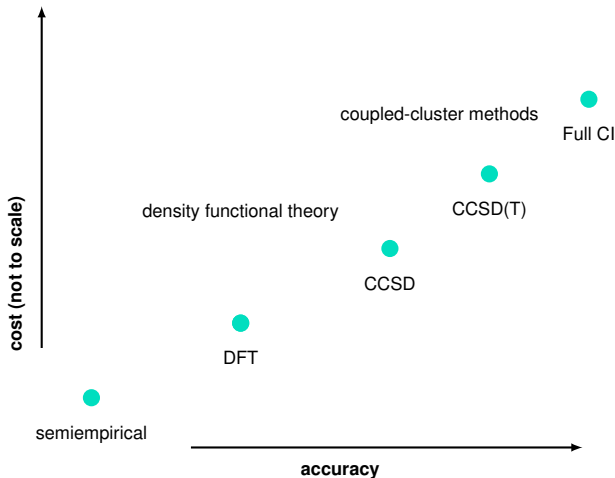 coupled-cluster methods
Full CI
CCSD(T)
density functional theory
CCSD
DFT
semiempirical
cost (not to scale)
accuracy